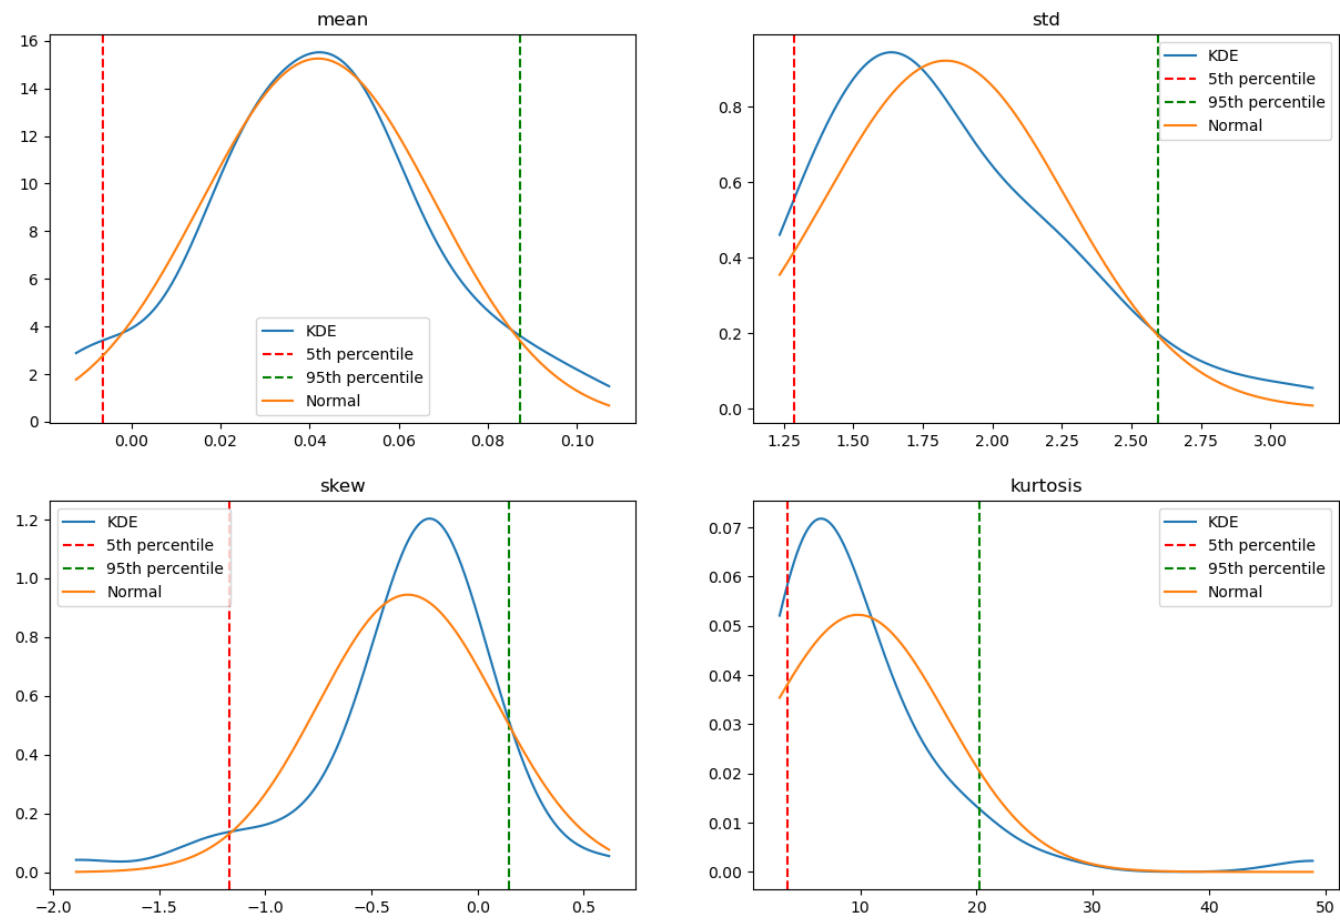 mean
16
14
12
10
8
6
4
2
0
0.00 0.02 0.04 0.06 0.08 0.10
KDE
5th percentile
95th percentile
Normal
std
0.8
0.6
0.4
0.2
0.0
1.25 1.50 1.75 2.00 2.25 2.50 2.75 3.00
KDE
5th percentile
95th percentile
Normal
skew
1.2
1.0
0.8
0.6
0.4
0.2
0.0
−2.0 −1.5 −1.0 −0.5 0.0 0.5
KDE
5th percentile
95th percentile
Normal
kurtosis
0.07
0.06
0.05
0.04
0.03
0.02
0.01
0.00
10 20 30 40 50
KDE
5th percentile
95th percentile
Normal